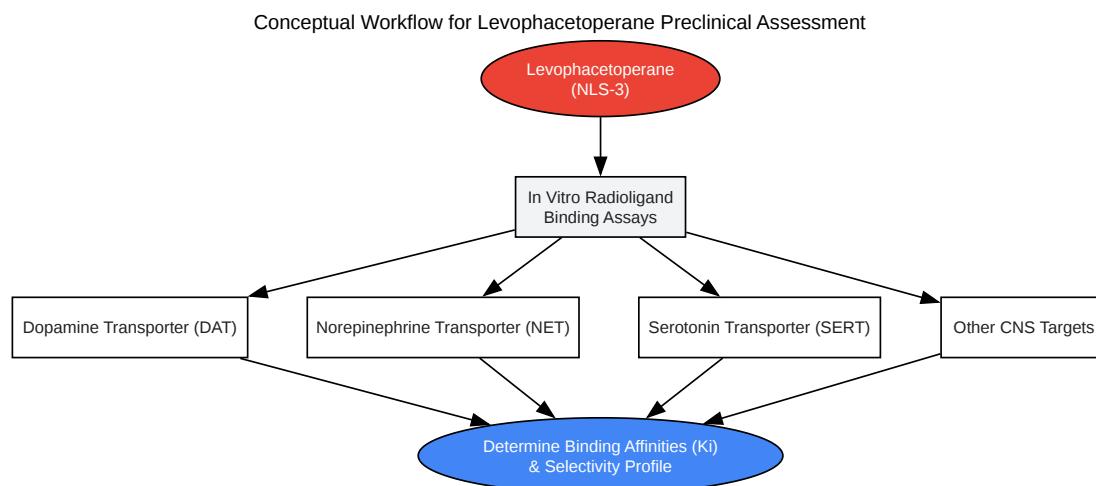 Conceptual Workflow for Levophacetoperane Preclinical Assessment
Levophacetoperane
(NLS-3)
In Vitro Radioligand
Binding Assays
Dopamine Transporter (DAT)
Norepinephrine Transporter (NET)
Serotonin Transporter (SERT)
Other CNS Targets
Determine Binding Affinities (Ki)
& Selectivity Profile